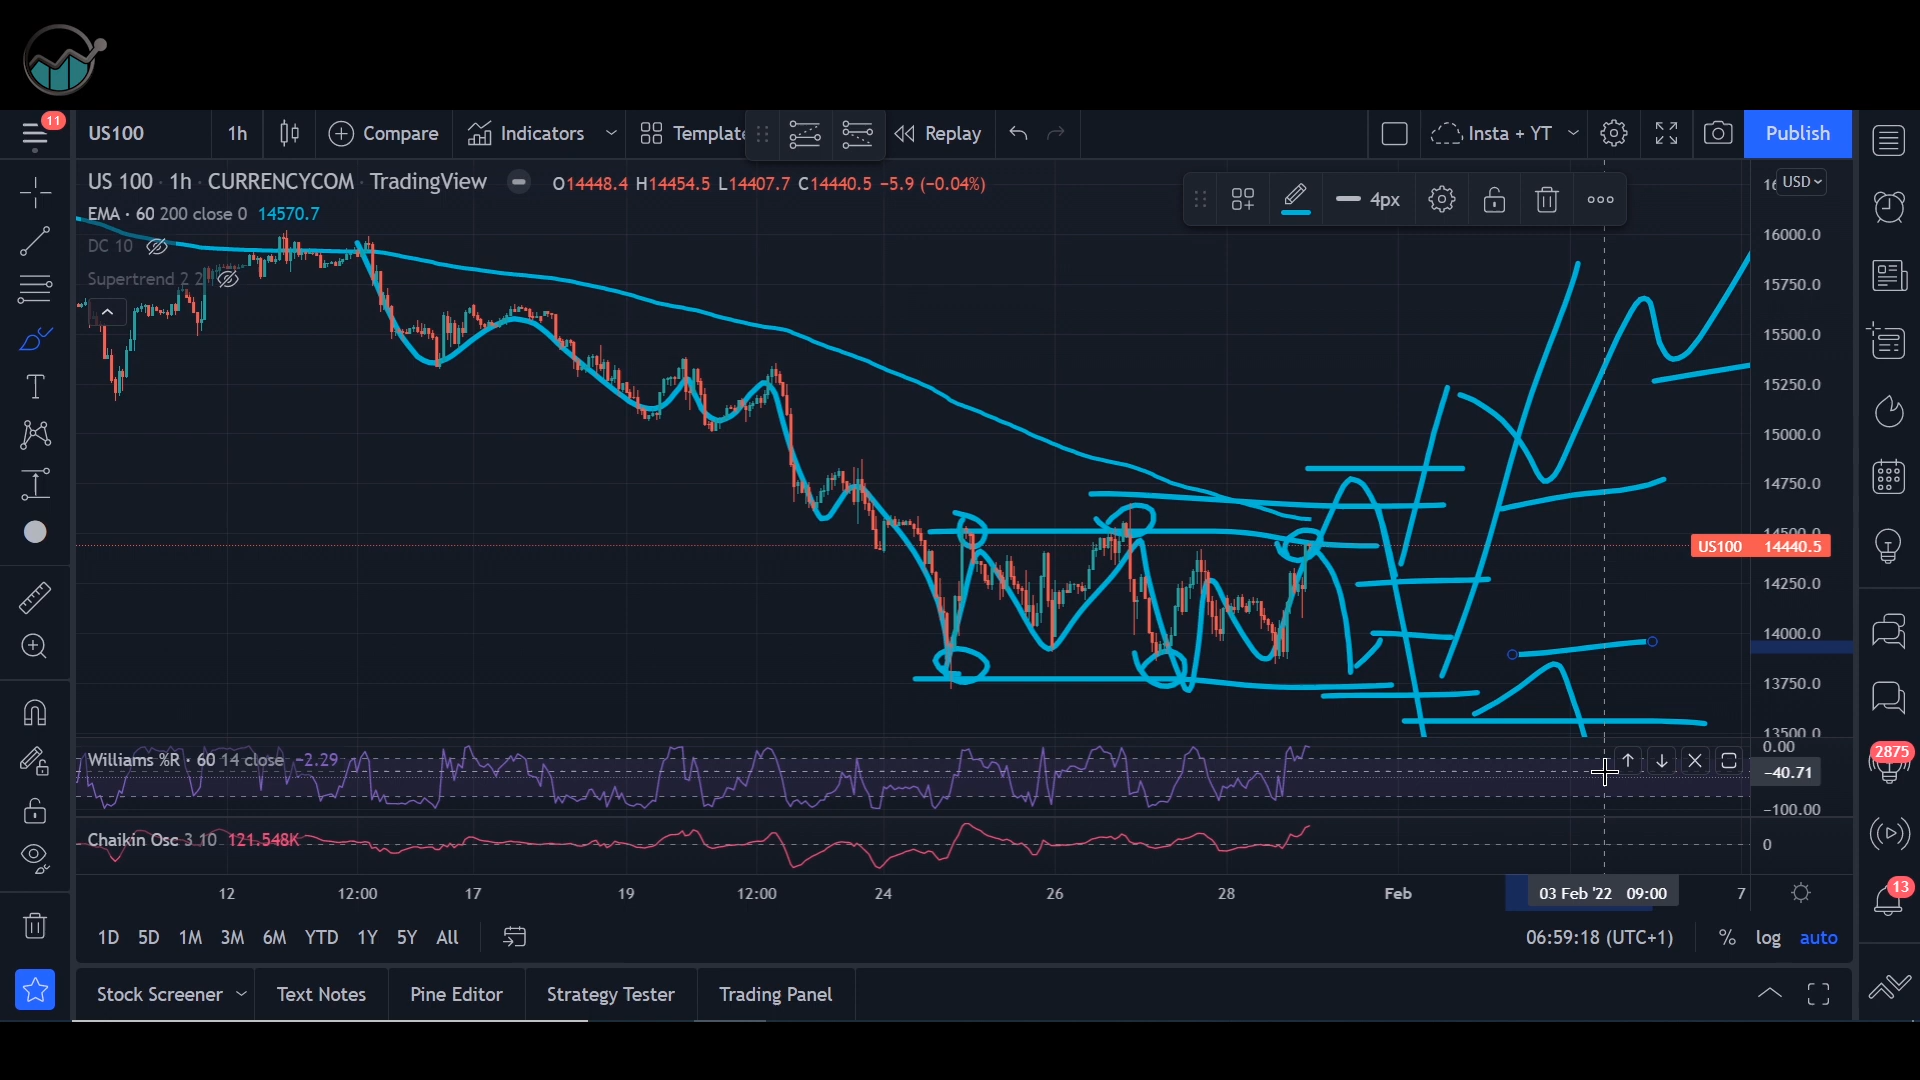 11
US100
1h
Compare
Indicators
Template
Replay
Insta + YT
Publish
US 100 · 1h · CURRENCYCOM · TradingView
O14448.4 H14454.5 L14407.7 C14440.5 −5.9 (−0.04%)
4px
USD
EMA · 60 200 close 0 14570.7
DC 10
Supertrend 2 2
16000.0
15750.0
15500.0
15250.0
15000.0
14750.0
14500.0
US100 14440.5
14250.0
14000.0
13750.0
13500.0
Williams %R · 60 14 close −2.29
0.00
−40.71
−100.00
Chaikin Osc 3 10 121.548K
0
2875
13
12 12:00 17 19 12:00 24 26 28 Feb 03 Feb '22 09:00 7
1D 5D 1M 3M 6M YTD 1Y 5Y All
06:59:18 (UTC+1) % log auto
Stock Screener Text Notes Pine Editor Strategy Tester Trading Panel